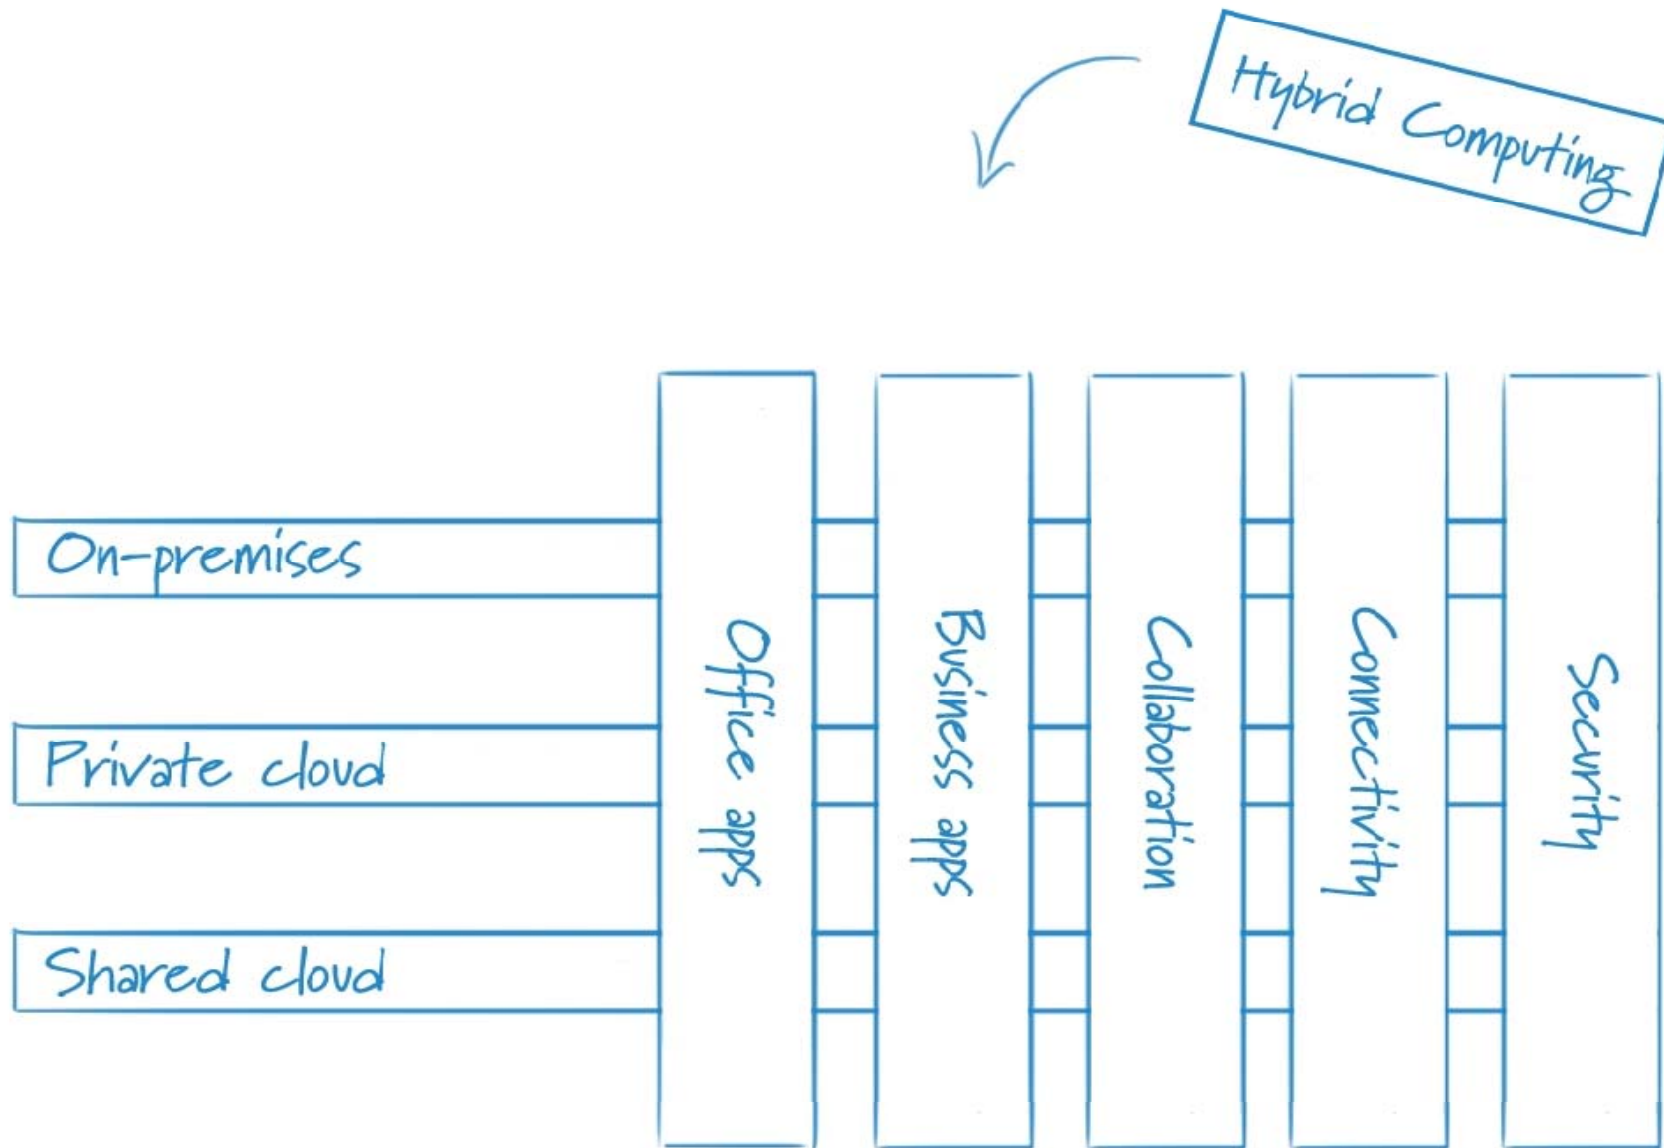 Hybrid Computing
On-premises
Private cloud
Shared cloud
Office apps
Business apps
Collaboration
Connectivity
Security